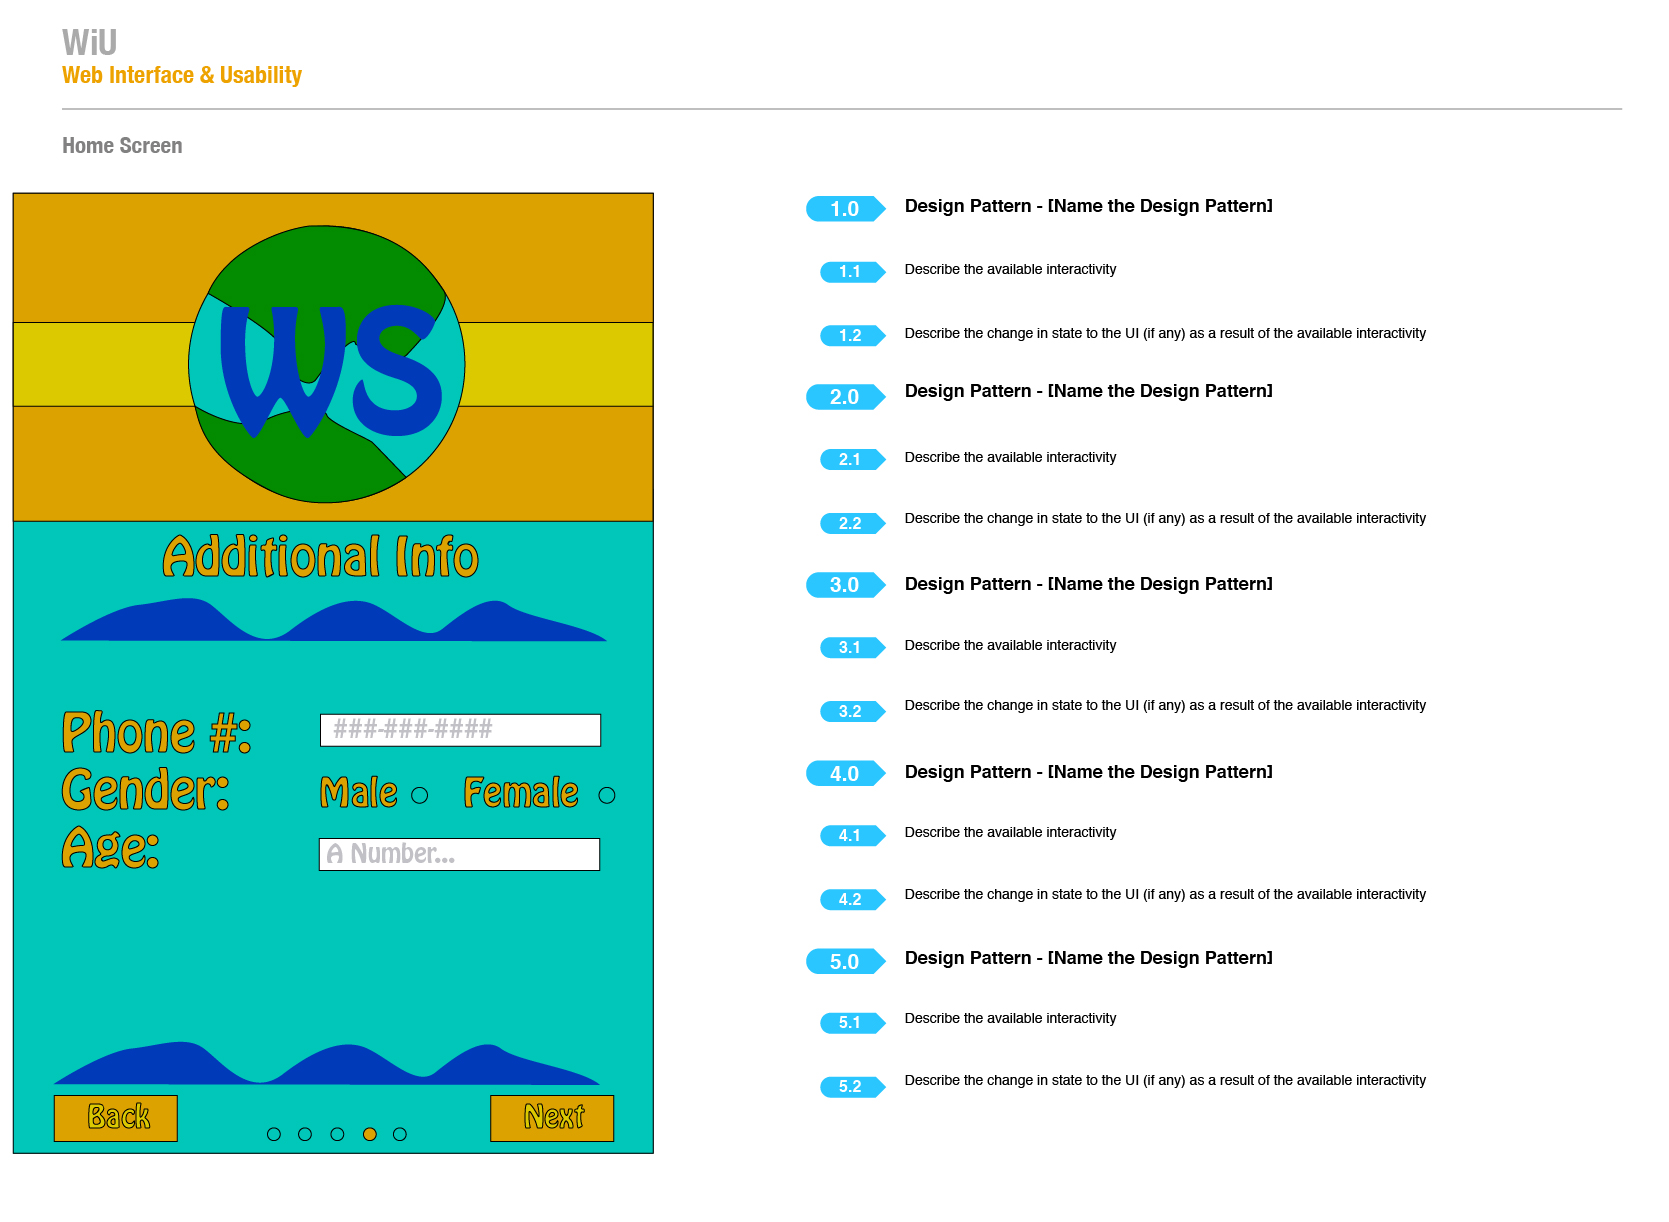 WiU
Web Interface & Usability
Home Screen
WS
Additional Info
Phone #: ###-###-####
Gender: Male Female
Age: A Number...
Back Next
1.0 Design Pattern - [Name the Design Pattern]
1.1 Describe the available interactivity
1.2 Describe the change in state to the UI (if any) as a result of the available interactivity
2.0 Design Pattern - [Name the Design Pattern]
2.1 Describe the available interactivity
2.2 Describe the change in state to the UI (if any) as a result of the available interactivity
3.0 Design Pattern - [Name the Design Pattern]
3.1 Describe the available interactivity
3.2 Describe the change in state to the UI (if any) as a result of the available interactivity
4.0 Design Pattern - [Name the Design Pattern]
4.1 Describe the available interactivity
4.2 Describe the change in state to the UI (if any) as a result of the available interactivity
5.0 Design Pattern - [Name the Design Pattern]
5.1 Describe the available interactivity
5.2 Describe the change in state to the UI (if any) as a result of the available interactivity